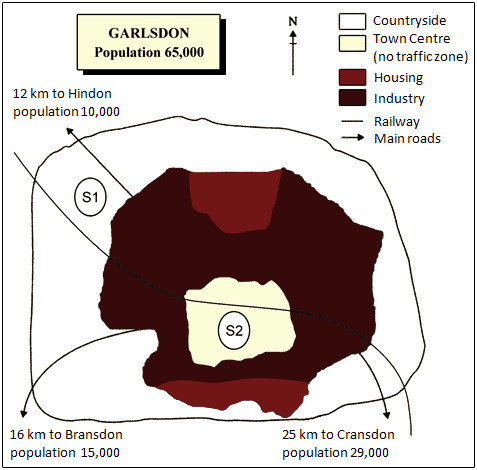 GARLSDON
Population 65,000
N
Countryside
Town Centre
(no traffic zone)
Housing
Industry
Railway
Main roads
12 km to Hindon
population 10,000
S1
S2
16 km to Bransdon
population 15,000
25 km to Cransdon
population 29,000